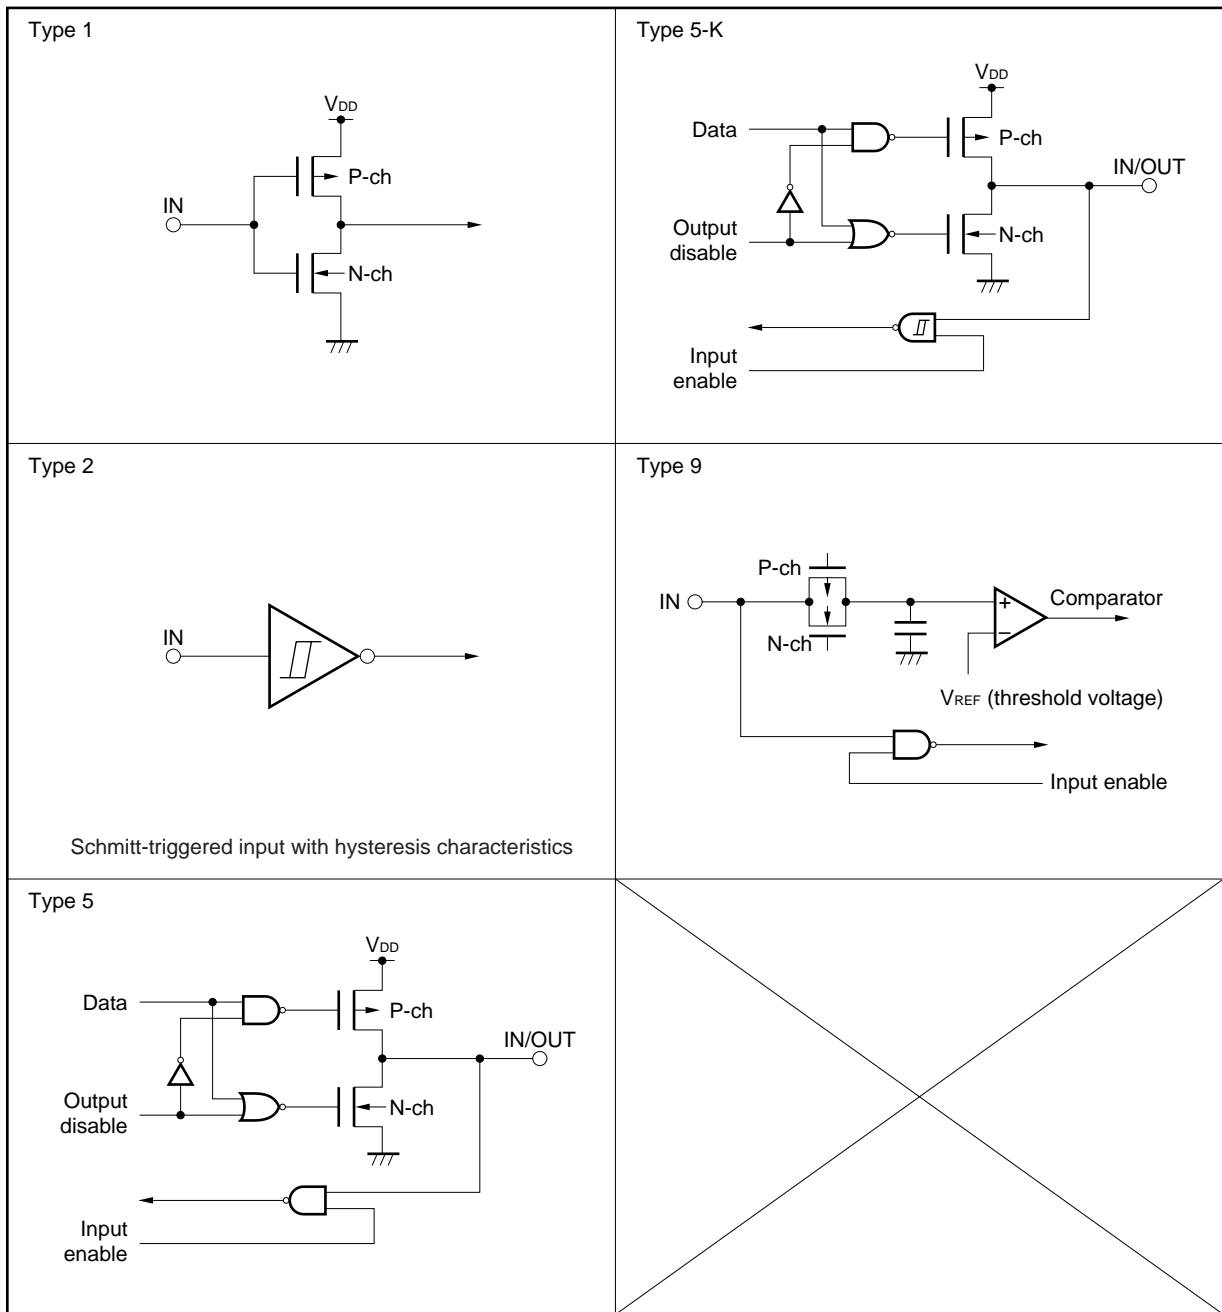 Type 1
VDD
P-ch
IN
N-ch
Type 5-K
VDD
Data
P-ch
IN/OUT
Output
disable
N-ch
Input
enable
Type 2
IN
Schmitt-triggered input with hysteresis characteristics
Type 9
P-ch
IN
N-ch
Comparator
VREF (threshold voltage)
Input enable
Type 5
VDD
Data
P-ch
IN/OUT
Output
disable
N-ch
Input
enable